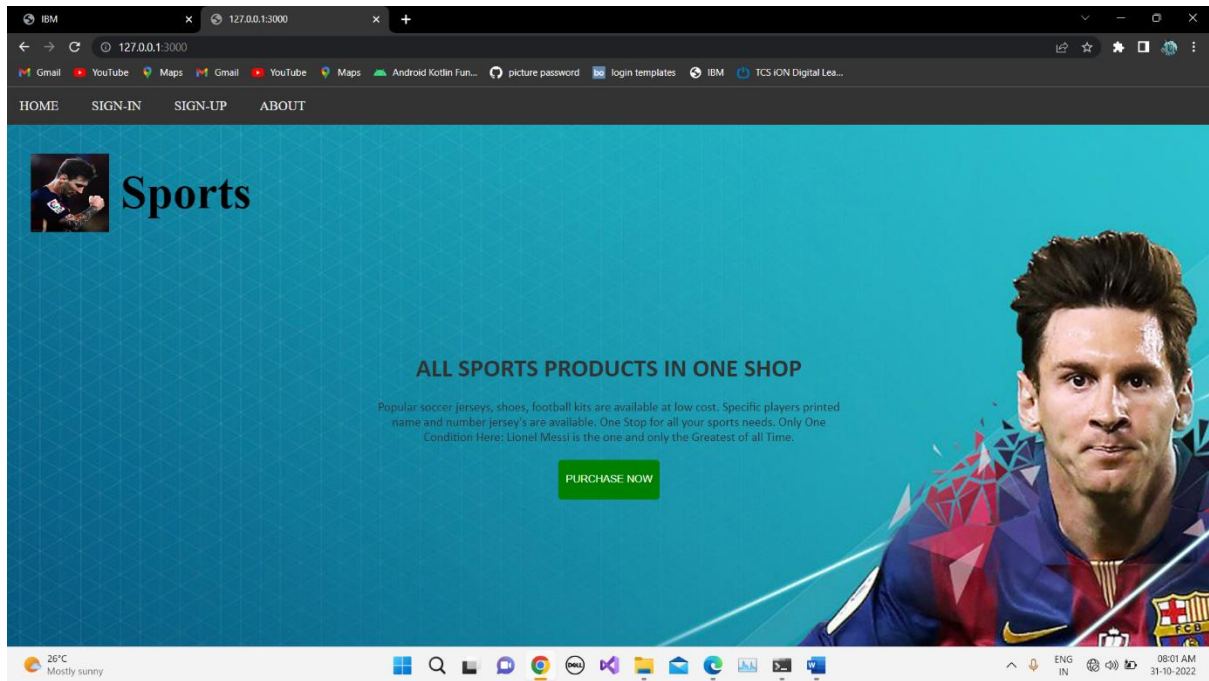 IBM
127.0.0.1:3000
127.0.0.1:3000
Gmail YouTube Maps Gmail YouTube Maps Android Kotlin Fun... picture password bo login templates IBM TCS iON Digital Lea...
HOME SIGN-IN SIGN-UP ABOUT
Sports
ALL SPORTS PRODUCTS IN ONE SHOP
Popular soccer jerseys, shoes, football kits are available at low cost. Specific players printed
name and number jersey's are available. One Stop for all your sports needs. Only One
Condition Here: Lionel Messi is the one and only the Greatest of all Time.
PURCHASE NOW
FCB
26°C
Mostly sunny
DELL
ENG
IN
08:01 AM
31-10-2022